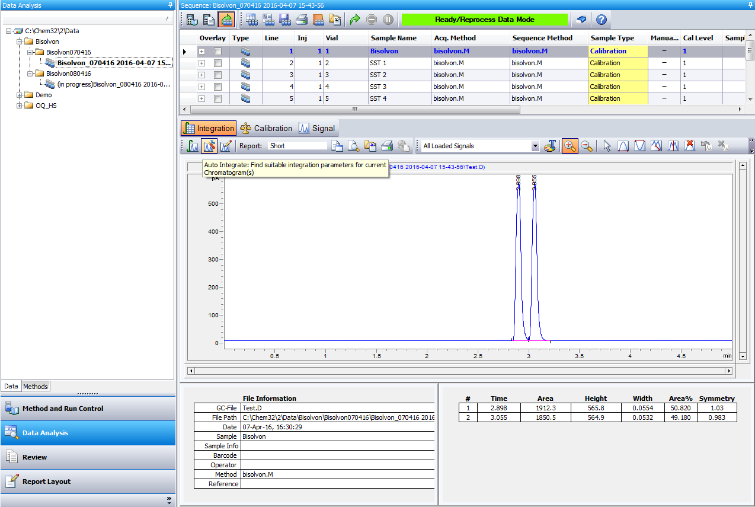 Data Analysis
C:\Chem32\2\Data
Bisolvon
Bisolvon070416
Bisolvon_070416 2016-04-07 15...
Bisolvon080416
(in progress)Bisolvon_080416 2016-0...
Demo
OQ_HS
Data Methods
Method and Run Control
Data Analysis
Review
Report Layout
Sequence: Bisolvon_070416 2016-04-07 15-43-56
Ready/Reprocess Data Mode
Overlay Type Line Inj Vial Sample Name Acq. Method Sequence Method Sample Type Manua... Cal Level Samp
1 1 1 Bisolvon bisolvon.M bisolvon.M Calibration – 1
2 1 2 SST 1 bisolvon.M bisolvon.M Calibration – 1
3 1 3 SST 2 bisolvon.M bisolvon.M Calibration – 1
4 1 4 SST 3 bisolvon.M bisolvon.M Calibration – 1
5 1 5 SST 4 bisolvon.M bisolvon.M Calibration – 1
Integration Calibration Signal
Report: Short All Loaded Signals
Auto Integrate: Find suitable integration parameters for current
Chromatogram(s)
0416 2016-04-07 15-43-56\Test.D)
500
400
300
200
100
0
2.898
3.055
0.5 1 1.5 2 2.5 3 3.5 4 4.5 min
File Information
GC-File Test.D
File Path C:\Chem32\2\Data\Bisolvon\Bisolvon070416\Bisolvon_070416 2016
Date 07-Apr-16, 16:30:29
Sample Bisolvon
Sample Info
Barcode
Operator
Method bisolvon.M
Reference
# Time Area Height Width Area% Symmetry
1 2.898 1912.3 565.8 0.0554 50.820 1.03
2 3.055 1850.5 564.9 0.0532 49.180 0.983